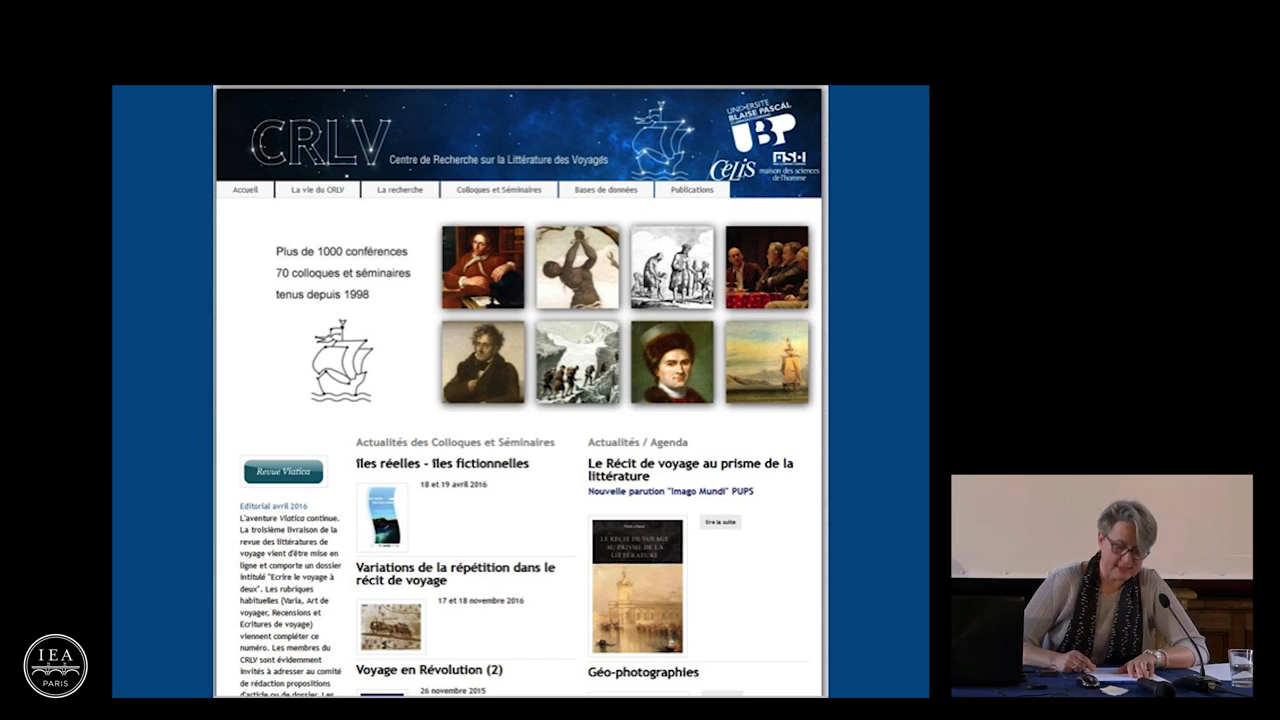 CRLV
Centre de Recherche sur la Littérature des Voyages
UNIVERSITE
BLAISE PASCAL
UBP
CELIS
MSH
maison des sciences
de l'homme
Accueil
La vie du CRLV
La recherche
Colloques et Séminaires
Bases de données
Publications
Plus de 1000 conférences
70 colloques et séminaires
tenus depuis 1998
Revue Viatica
Editorial avril 2016
L'aventure Viatica continue.
La troisième livraison de la
revue des littératures de
voyage vient d'être mise en
ligne et comporte un dossier
intitulé "Ecrire le voyage à
deux". Les rubriques
habituelles (Varia, Art de
voyager, Recensions et
Ecritures de voyage)
viennent compléter ce
numéro. Les membres du
CRLV sont évidemment
invités à adresser au comité
de rédaction propositions
d'article ou de dossier. Les
Actualités des Colloques et Séminaires
îles réelles - îles fictionnelles
18 et 19 avril 2016
Variations de la répétition dans le
récit de voyage
17 et 18 novembre 2016
Voyage en Révolution (2)
26 novembre 2015
Actualités / Agenda
Le Récit de voyage au prisme de la
littérature
Nouvelle parution "Imago Mundi" PUPS
lire la suite
LE RÉCIT DE VOYAGE
AU PRISME DE LA
LITTÉRATURE
Géo-photographies
IEA
PARIS